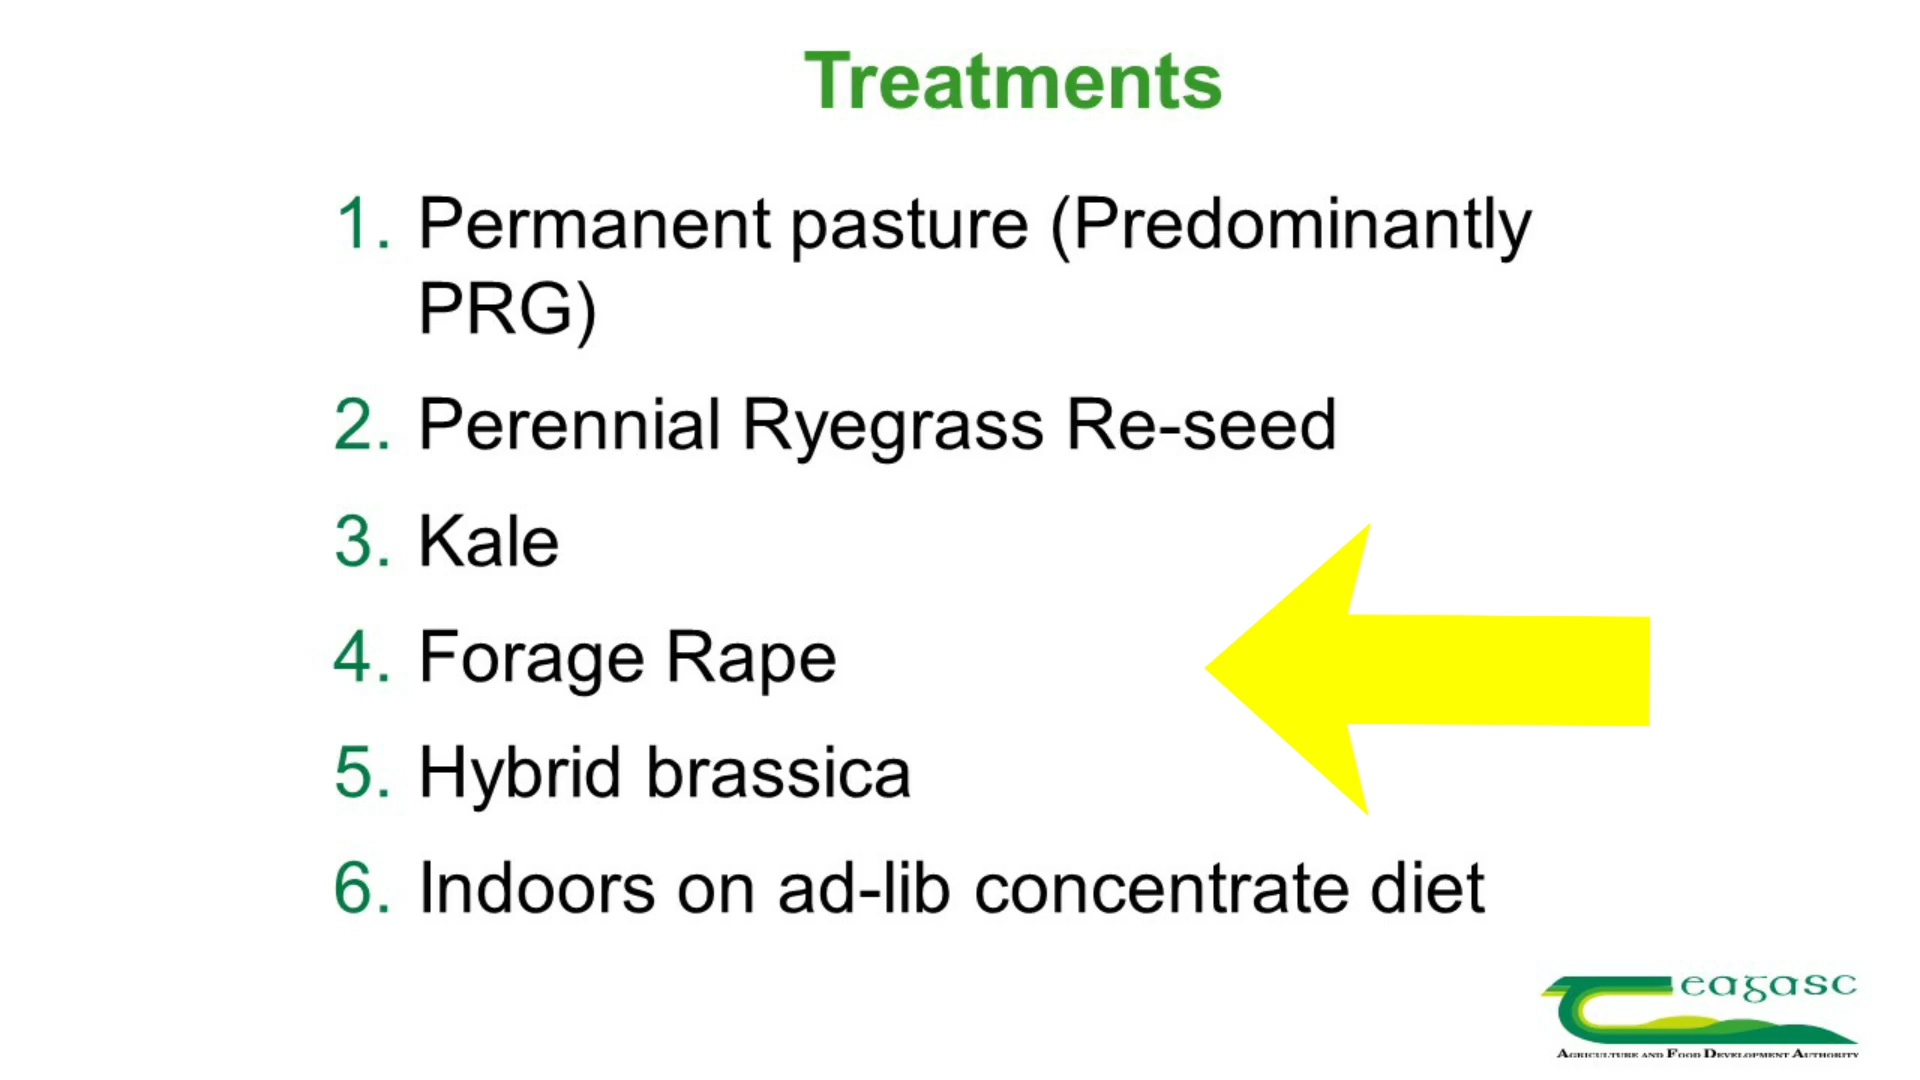 Treatments
1. Permanent pasture (Predominantly
PRG)
2. Perennial Ryegrass Re-seed
3. Kale
4. Forage Rape
5. Hybrid brassica
6. Indoors on ad-lib concentrate diet
Teagasc
AGRICULTURE AND FOOD DEVELOPMENT AUTHORITY